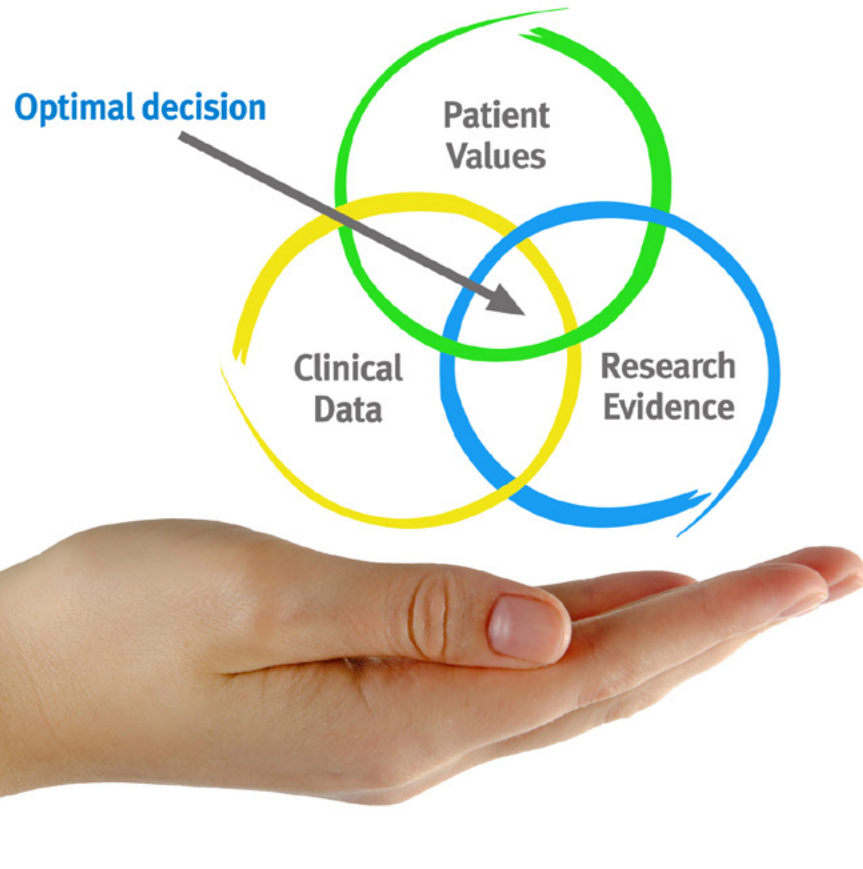 Optimal decision
Patient
Values
Clinical
Data
Research
Evidence